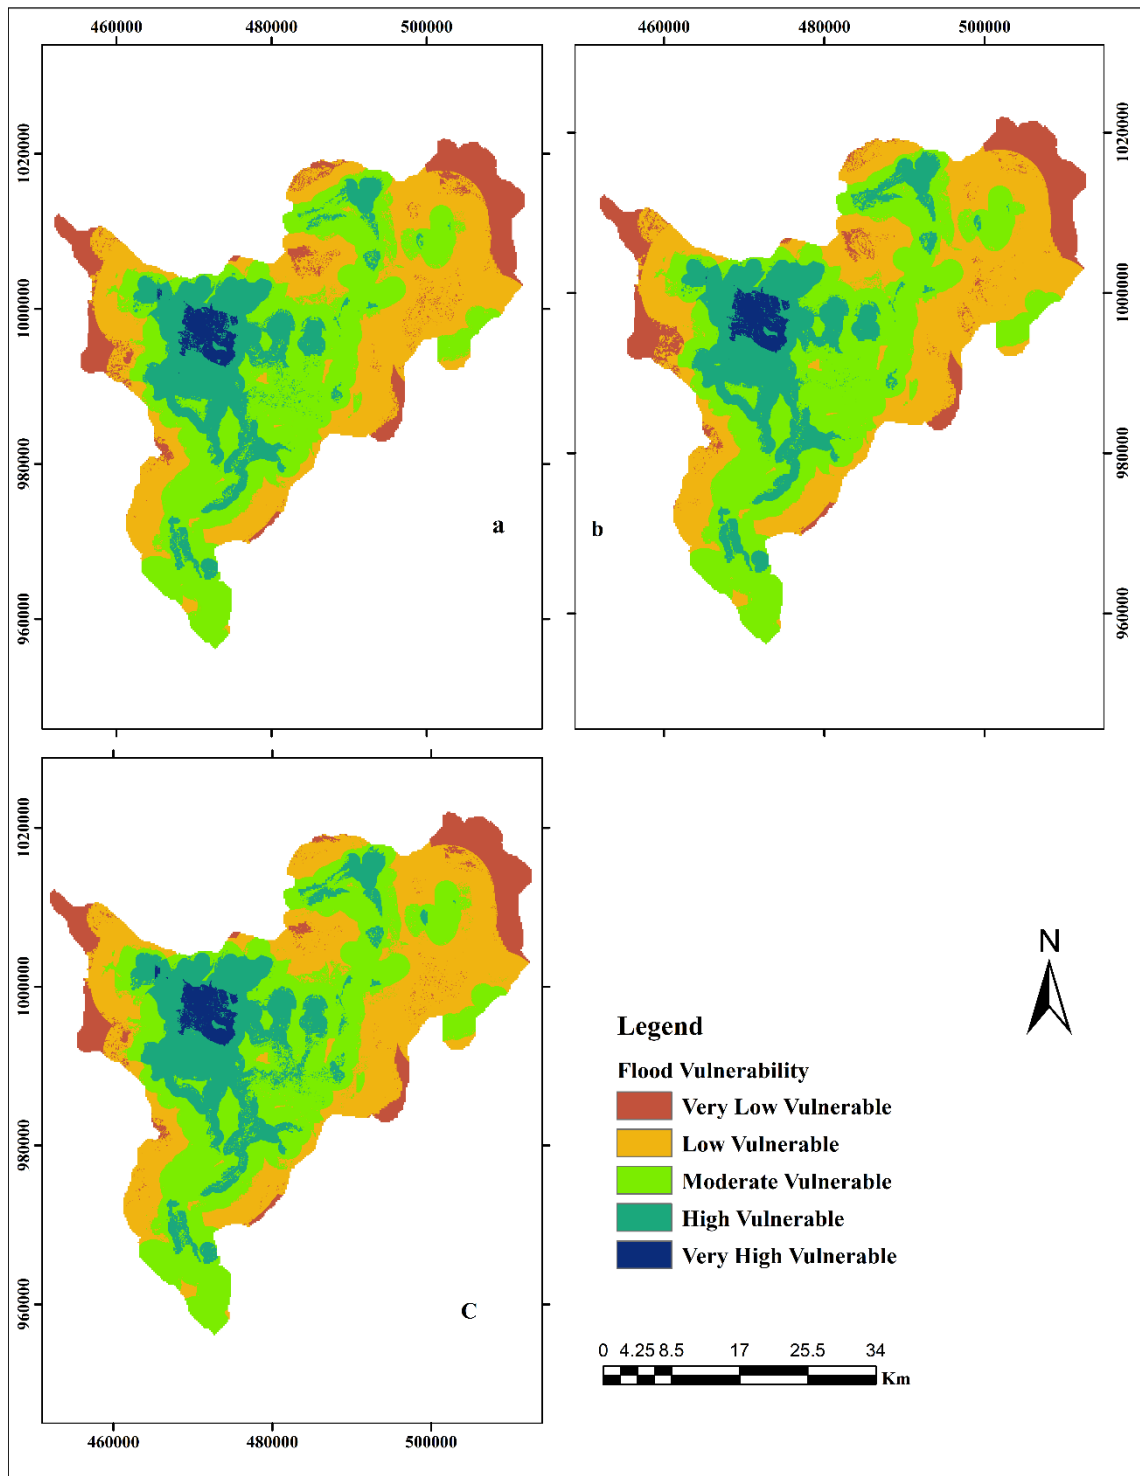 460000 480000 500000
460000 480000 500000
1020000
1000000
980000
960000
a
1020000
1000000
980000
960000
b
1020000
1000000
980000
960000
C
460000 480000 500000
N
Legend
Flood Vulnerability
Very Low Vulnerable
Low Vulnerable
Moderate Vulnerable
High Vulnerable
Very High Vulnerable
0 4.25 8.5 17 25.5 34
Km